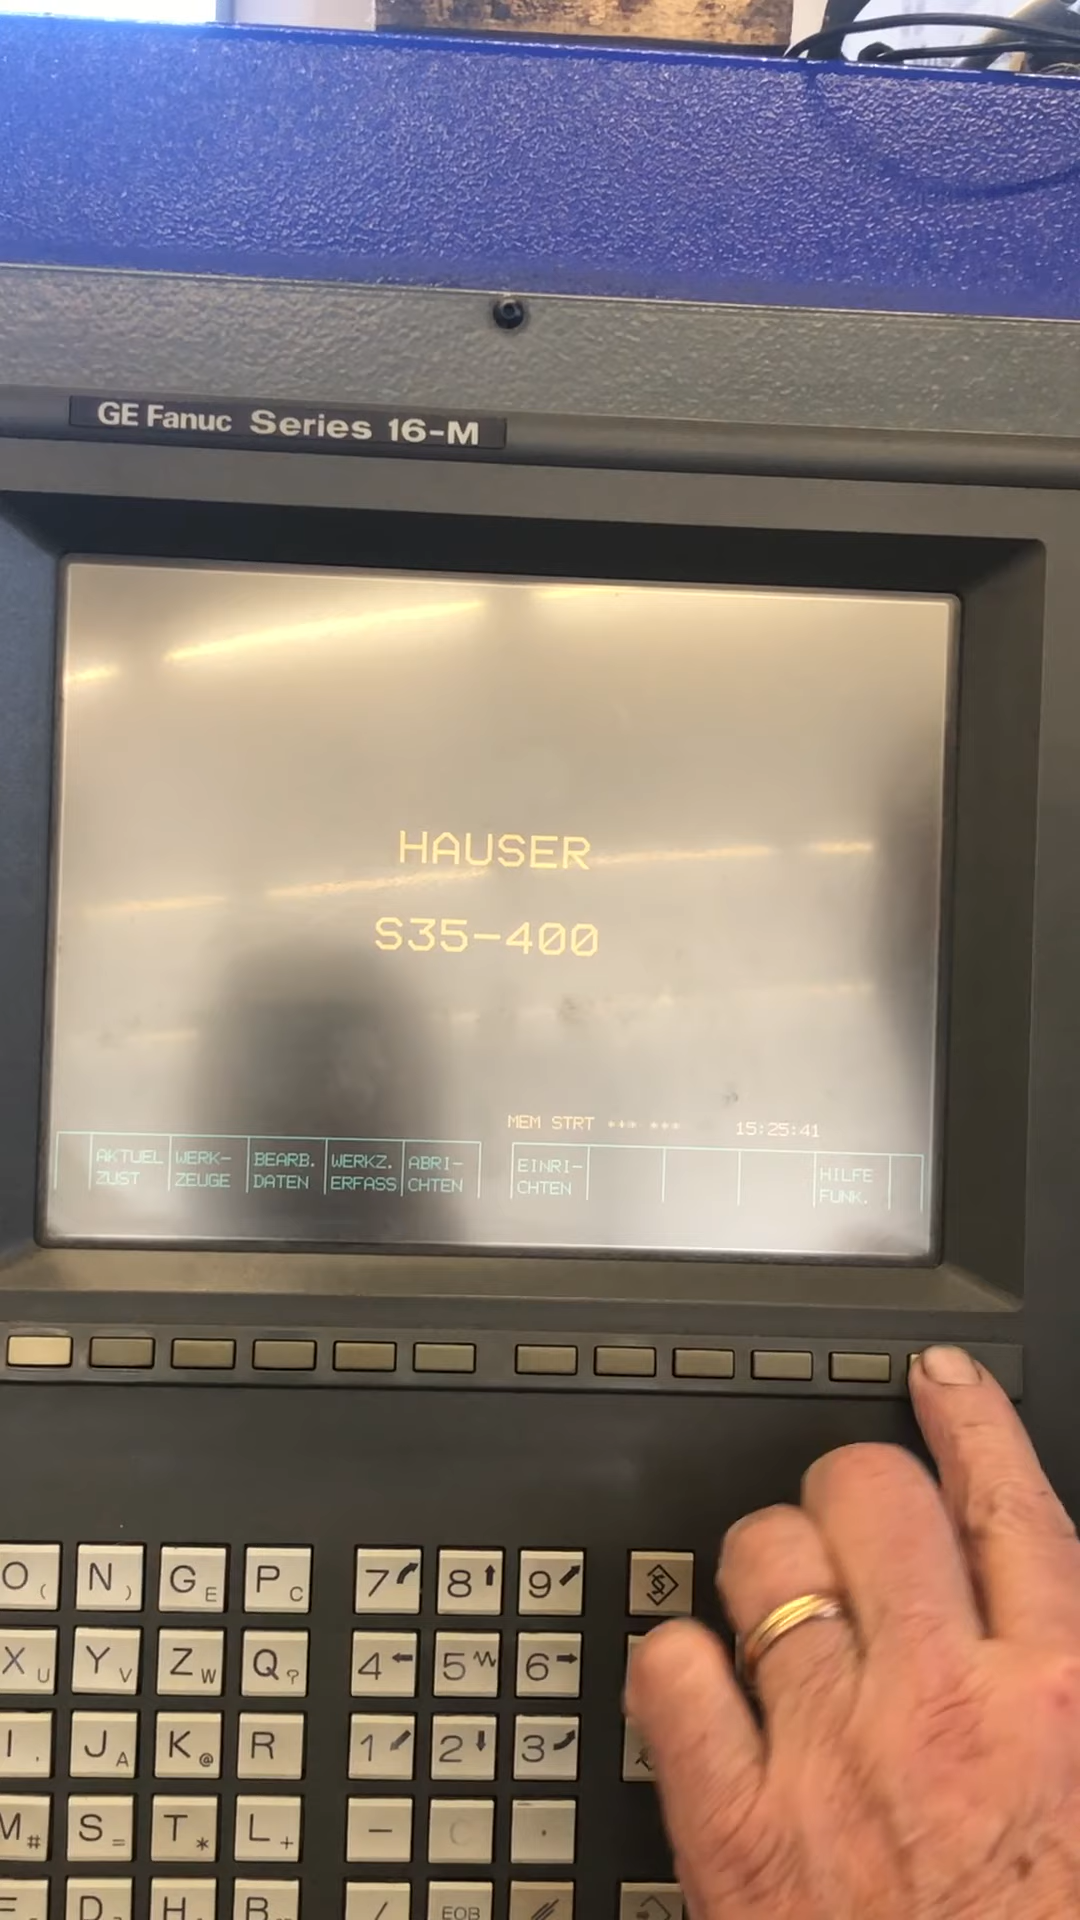 GE Fanuc Series 16-M
HAUSER
S35-400
MEM STRT *** *** 15:25:41
AKTUEL ZUST
WERK- ZEUGE
BEARB. DATEN
WERKZ. ERFASS
ABRI- CHTEN
EINRI- CHTEN
HILFE FUNK.
O ( N ) G E P C 7 8 9
X U Y V Z W Q ? 4 5 6
I , J A K @ R 1 2 3
M # S = T * L + - .
F D H B / EOB